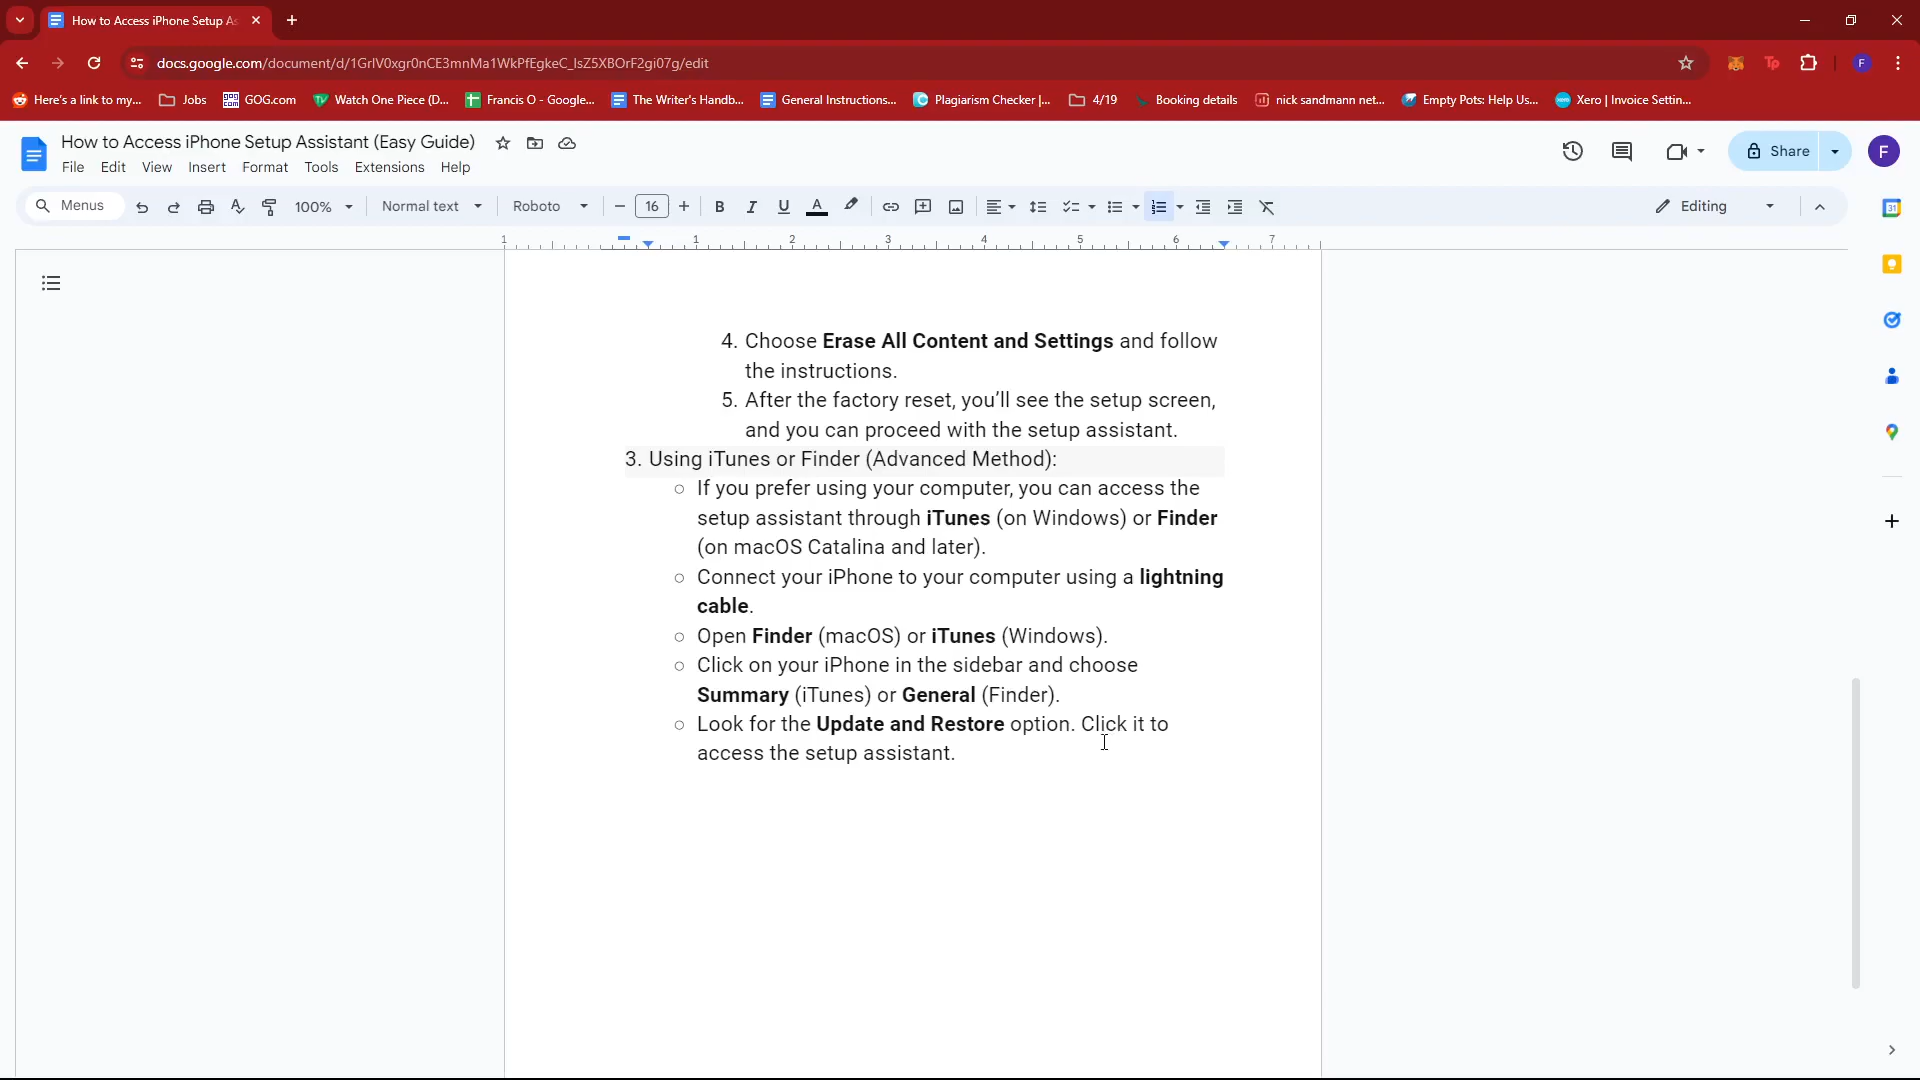 How to Access iPhone Setup As
docs.google.com/document/d/1GrlV0xgr0nCE3mnMa1WkPfEgkeC_IsZ5XBOrF2gi07g/edit
Here's a link to my... Jobs GOG.com Watch One Piece (D... Francis O - Google... The Writer's Handb... General Instructions... Plagiarism Checker |... 4/19 Booking details nick sandmann net... Empty Pots: Help Us... Xero | Invoice Settin...
How to Access iPhone Setup Assistant (Easy Guide)
File Edit View Insert Format Tools Extensions Help
Share
F
Menus 100% Normal text Roboto 16 B I U A Editing
1 1 2 3 4 5 6 7
4. Choose Erase All Content and Settings and follow
the instructions.
5. After the factory reset, you'll see the setup screen,
and you can proceed with the setup assistant.
3. Using iTunes or Finder (Advanced Method):
○ If you prefer using your computer, you can access the
setup assistant through iTunes (on Windows) or Finder
(on macOS Catalina and later).
○ Connect your iPhone to your computer using a lightning
cable.
○ Open Finder (macOS) or iTunes (Windows).
○ Click on your iPhone in the sidebar and choose
Summary (iTunes) or General (Finder).
○ Look for the Update and Restore option. Click it to
access the setup assistant.